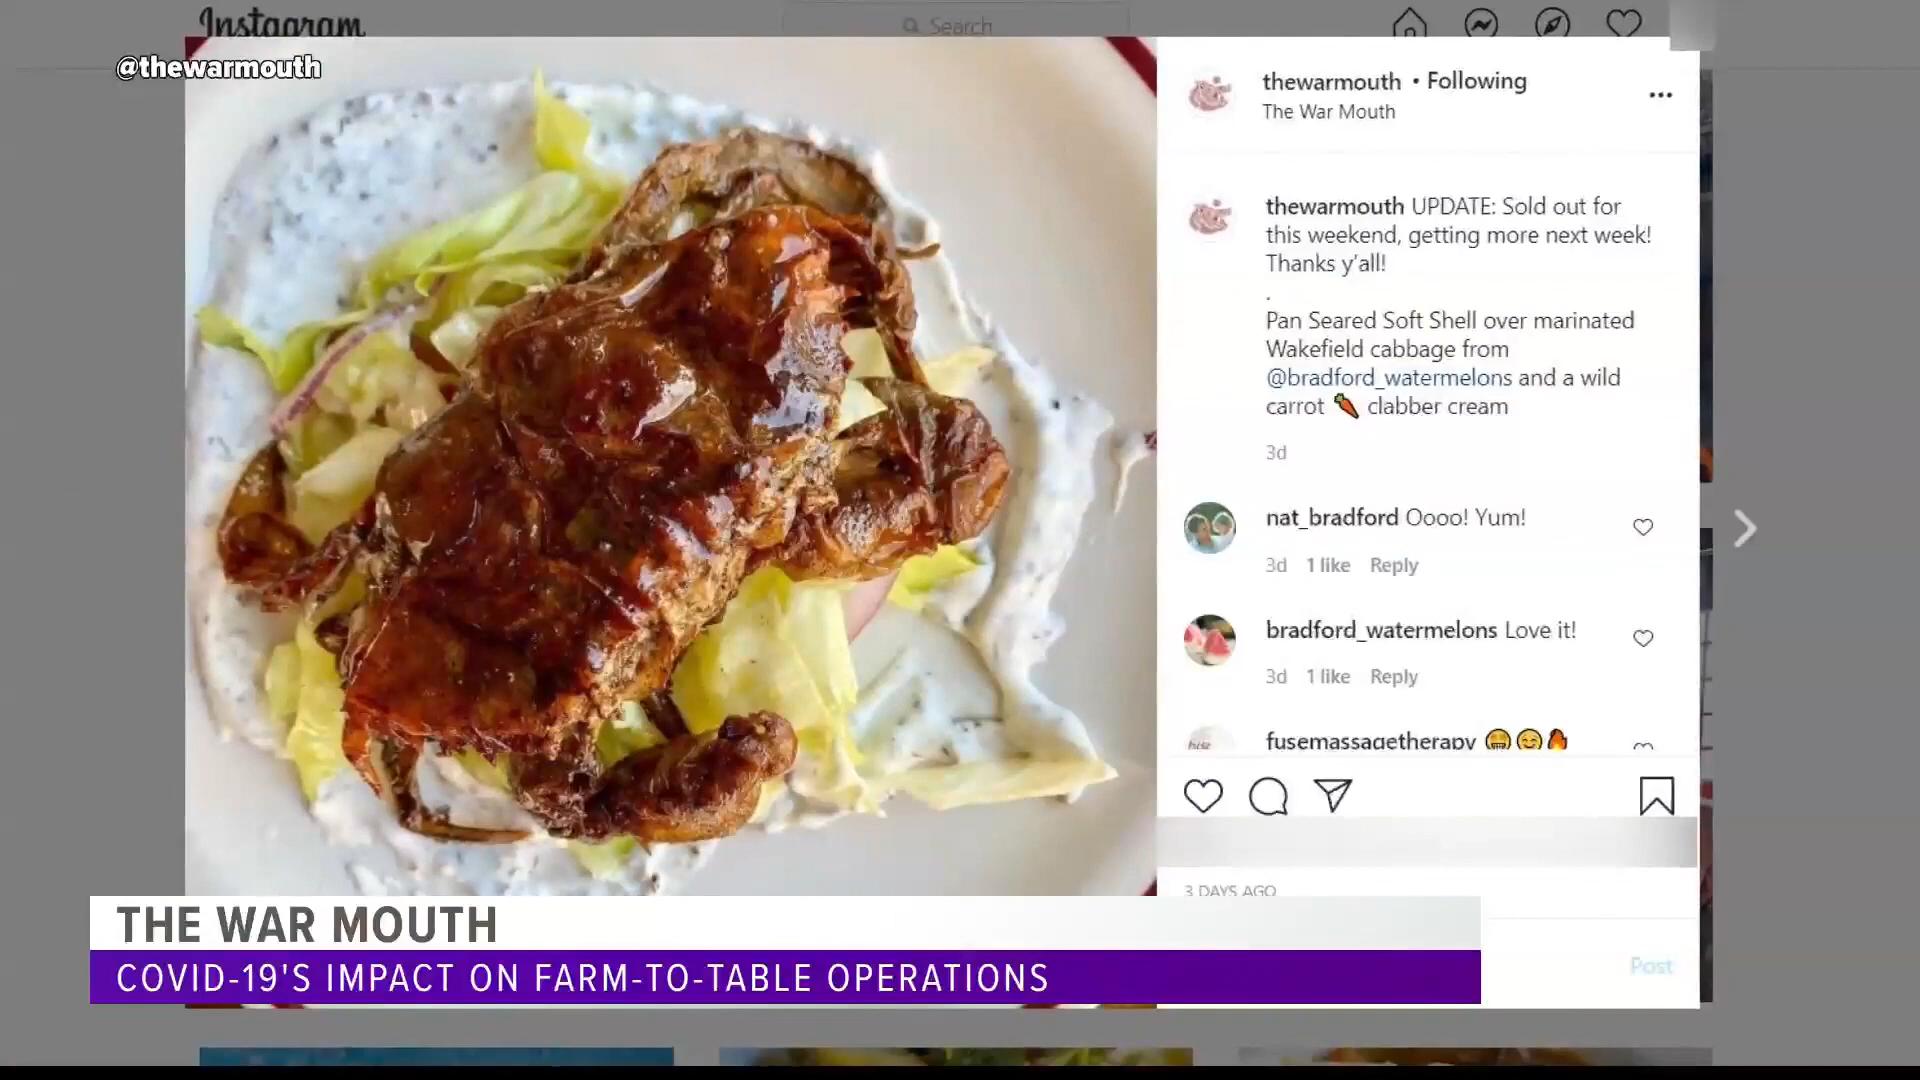 Instagram
Search
@thewarmouth
thewarmouth • Following
The War Mouth
thewarmouth UPDATE: Sold out for
this weekend, getting more next week!
Thanks y'all!
.
Pan Seared Soft Shell over marinated
Wakefield cabbage from
@bradford_watermelons and a wild
carrot 🥕 clabber cream
3d
nat_bradford Oooo! Yum!
3d 1 like Reply
bradford_watermelons Love it!
3d 1 like Reply
fusemassagetherapy 😁😊🔥
3 DAYS AGO
THE WAR MOUTH
COVID-19'S IMPACT ON FARM-TO-TABLE OPERATIONS
Post